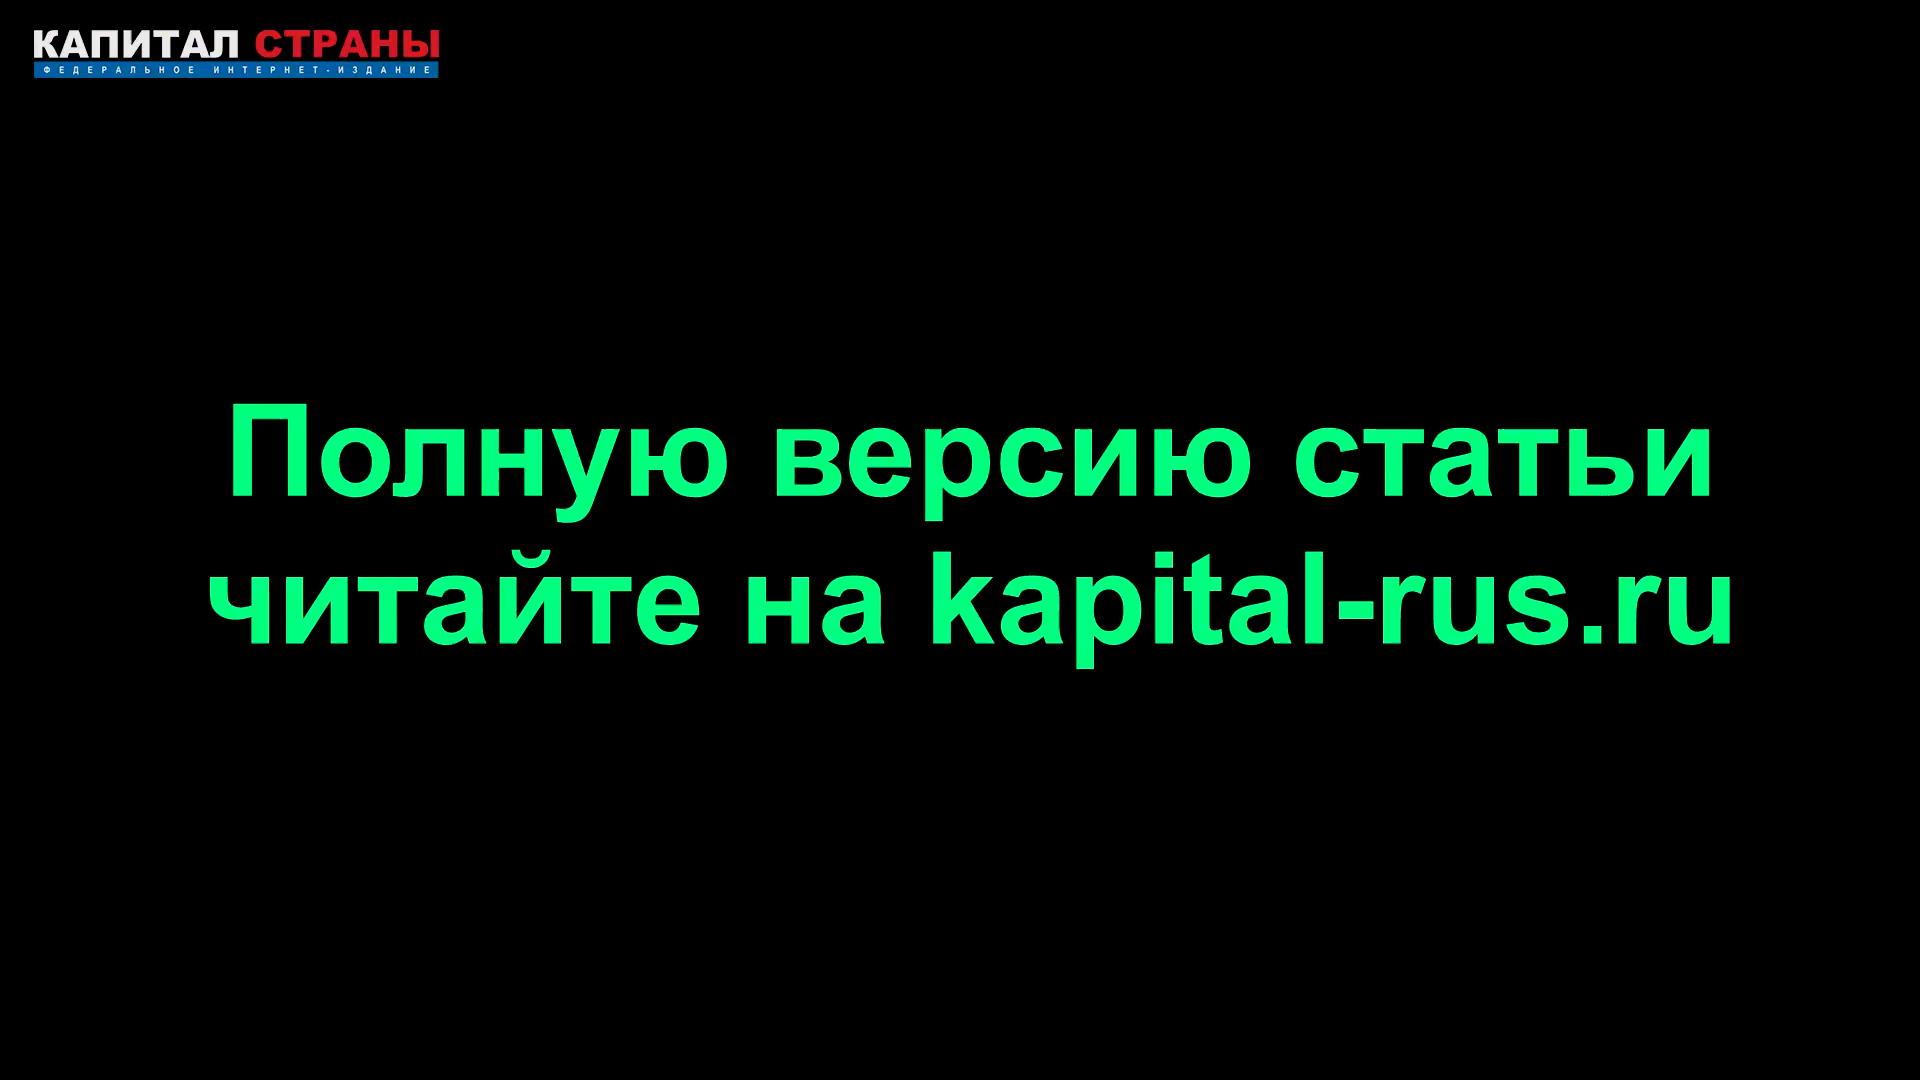 КАПИТАЛ СТРАНЫ
ФЕДЕРАЛЬНОЕ ИНТЕРНЕТ-ИЗДАНИЕ
Полную версию статьи
читайте на kapital-rus.ru